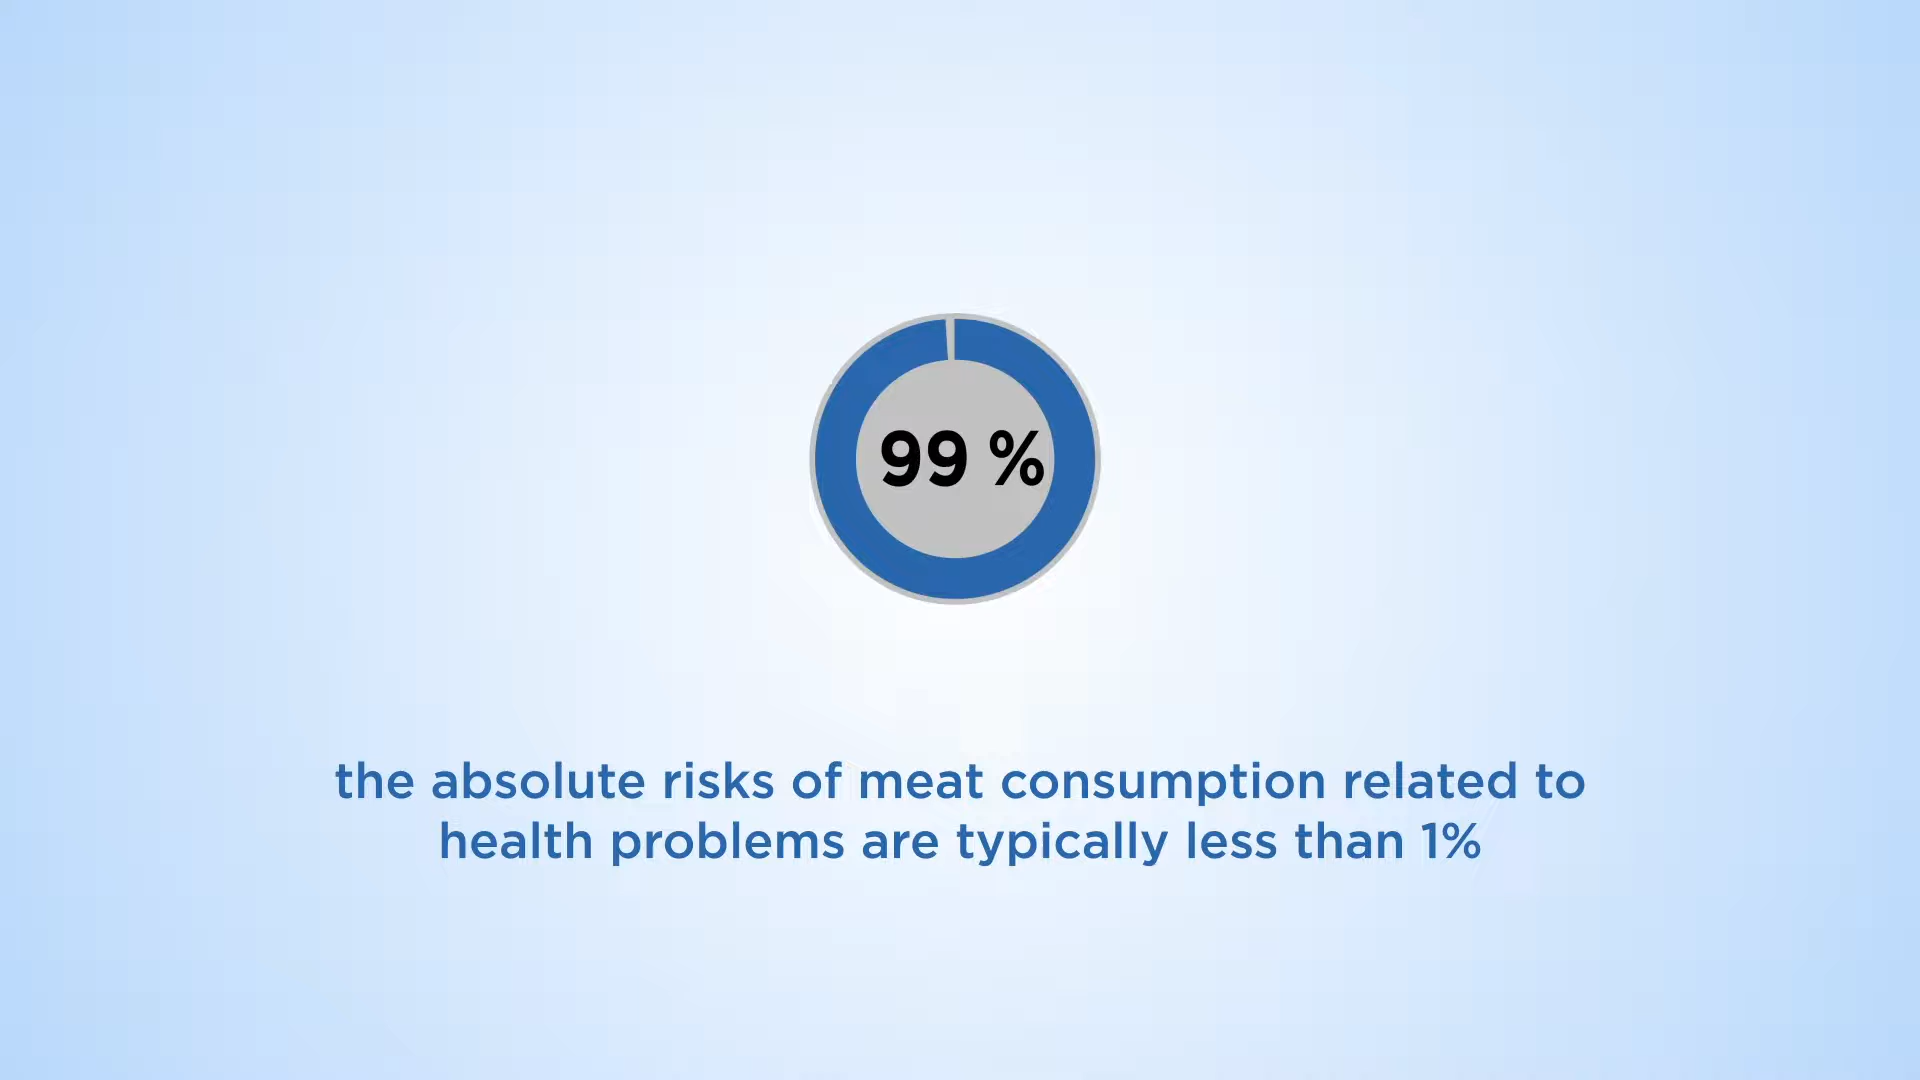 99 %
the absolute risks of meat consumption related to
health problems are typically less than 1%